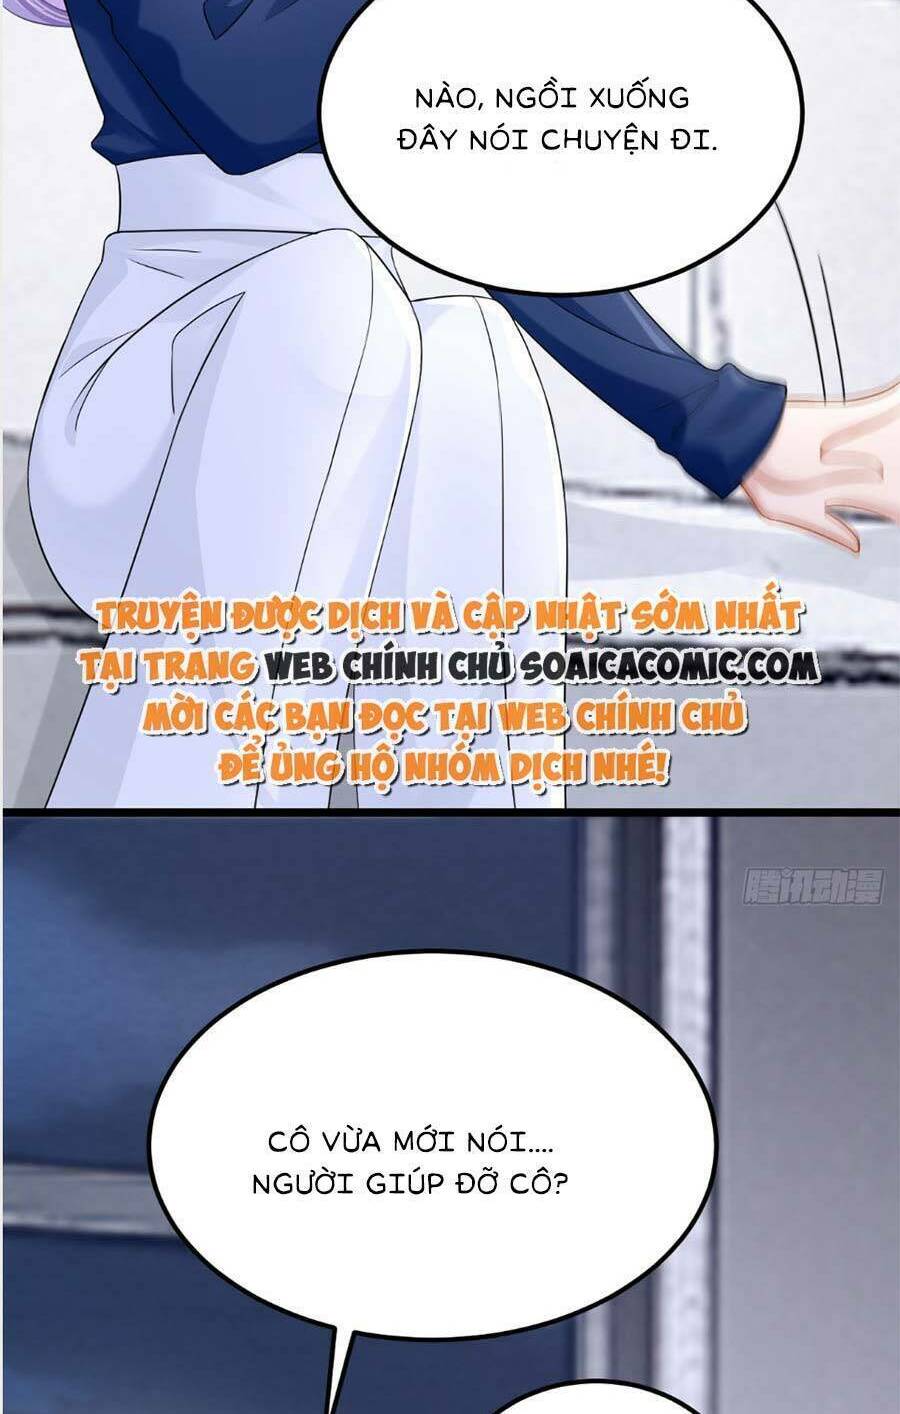 NÀO, NGỒI XUỐNG
ĐÂY NÓI CHUYỆN ĐI.
TRUYỆN ĐƯỢC DỊCH VÀ CẬP NHẬT SỚM NHẤT
TẠI TRANG WEB CHÍNH CHỦ SOAICACOMIC.COM
MỜI CÁC BẠN ĐỌC TẠI WEB CHÍNH CHỦ
ĐỂ ỦNG HỘ NHÓM DỊCH NHÉ!
腾讯动漫
CÔ VỪA MỚI NÓI....
NGƯỜI GIÚP ĐỠ CÔ?